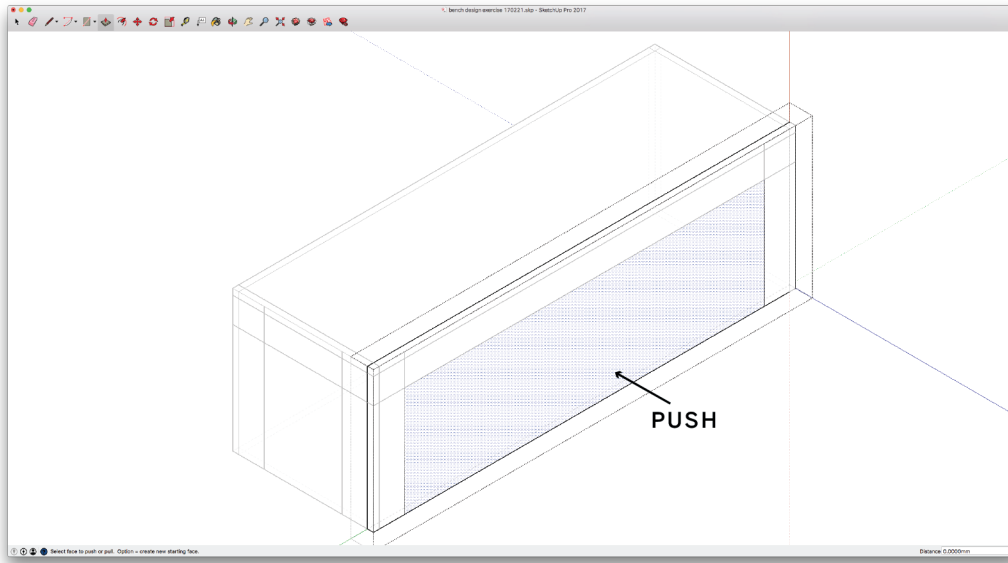 bench design exercise 170221.skp - SketchUp Pro 2017
PUSH
Select face to push or pull. Option = create new starting face.
Distance 0.0000mm